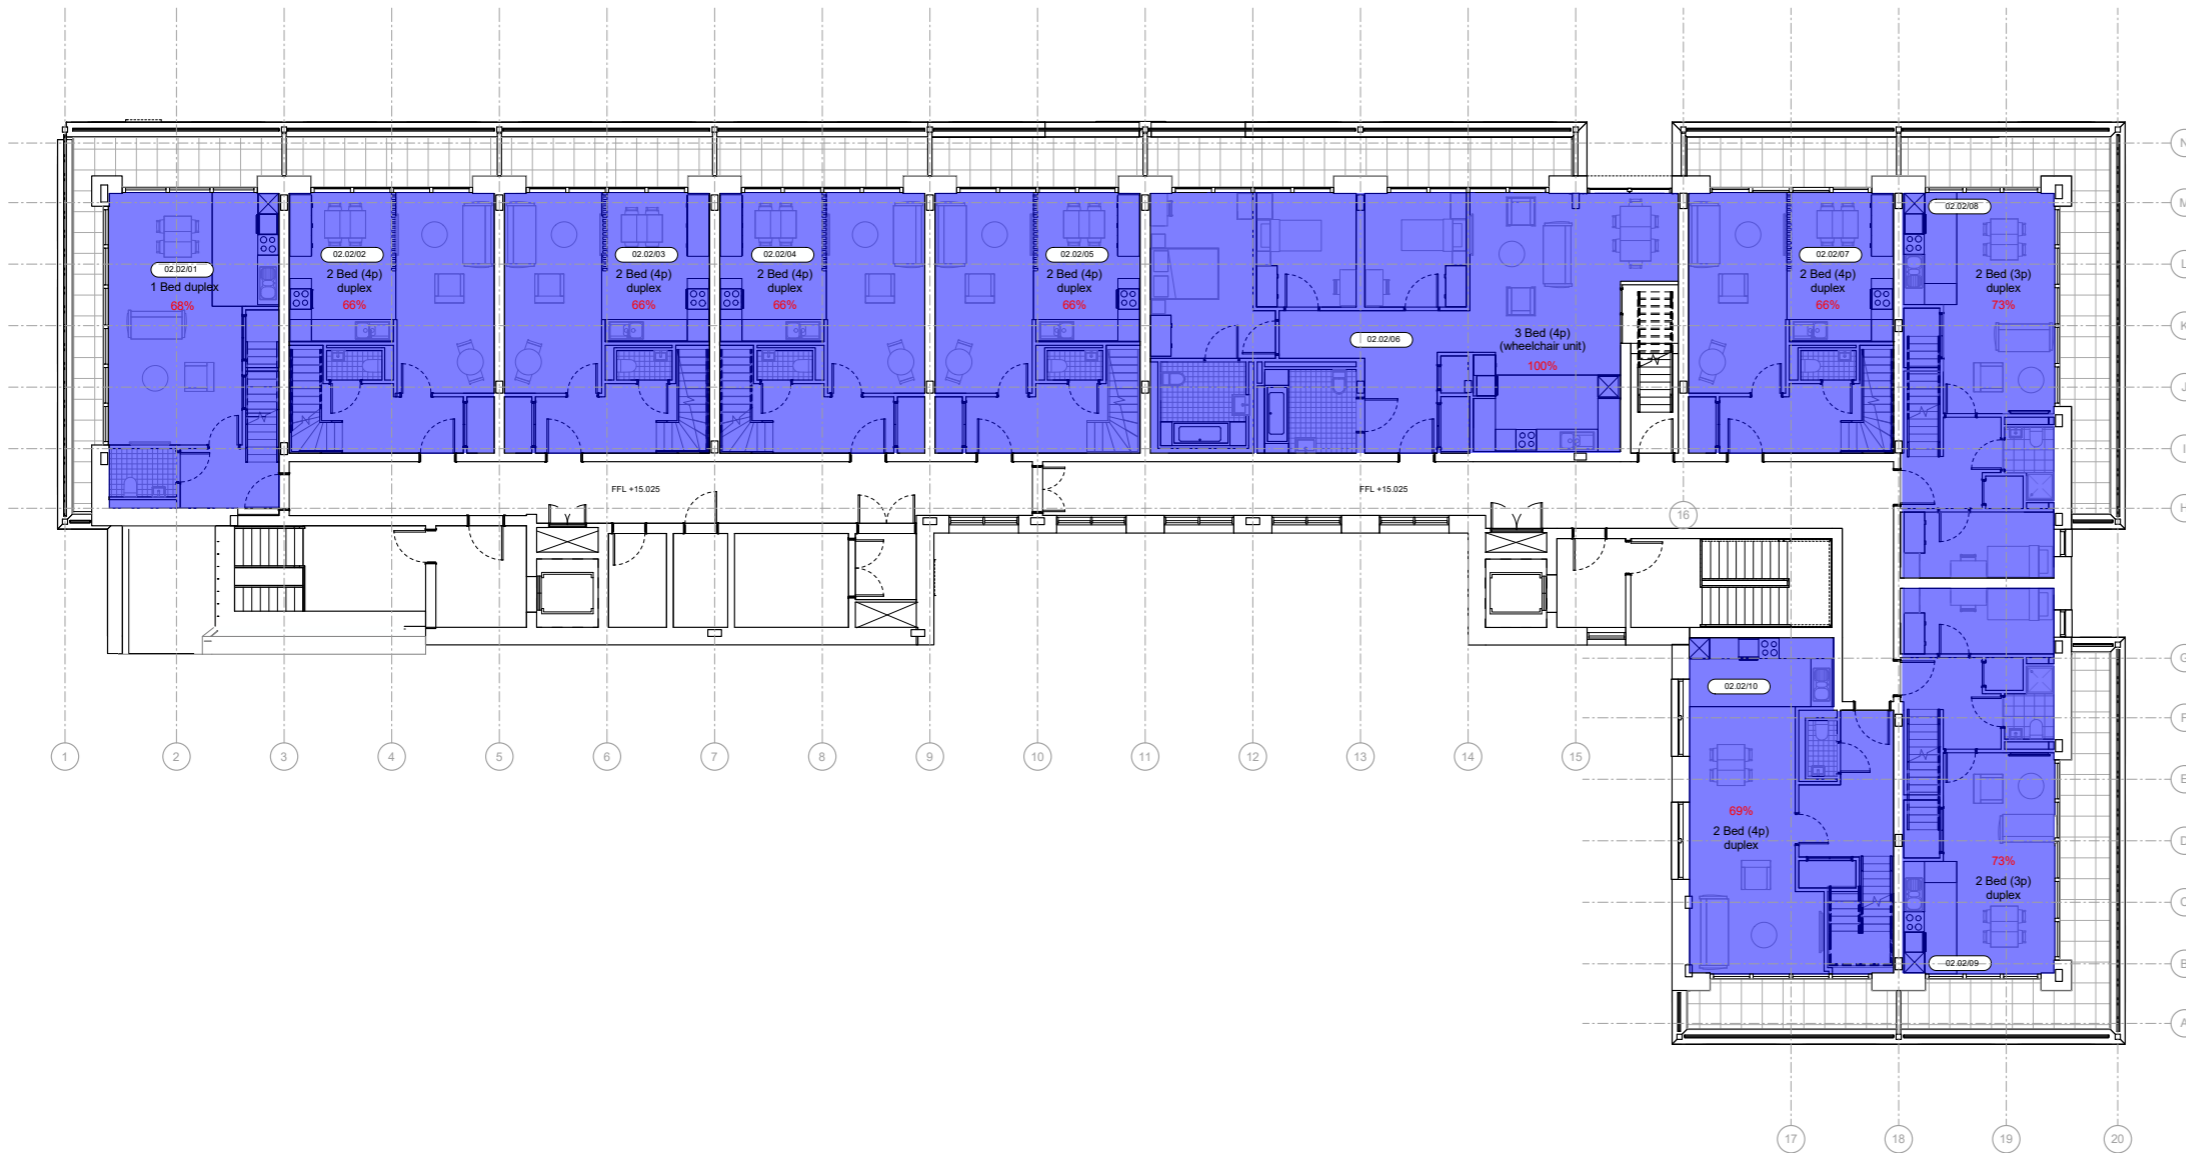 N
M
02.02/01
1 Bed duplex
68%
02.02/02
2 Bed (4p)
duplex
66%
02.02/03
2 Bed (4p)
duplex
66%
02.02/04
2 Bed (4p)
duplex
66%
02.02/05
2 Bed (4p)
duplex
66%
02.02/06
3 Bed (4p)
(wheelchair unit)
100%
02.02/07
2 Bed (4p)
duplex
66%
02.02/08
2 Bed (3p)
duplex
73%
L
K
J
I
H
FFL +15.025
FFL +15.025
16
G
F
E
D
C
B
A
02.02/10
69%
2 Bed (4p)
duplex
73%
2 Bed (3p)
duplex
02.02/09
1
2
3
4
5
6
7
8
9
10
11
12
13
14
15
17
18
19
20